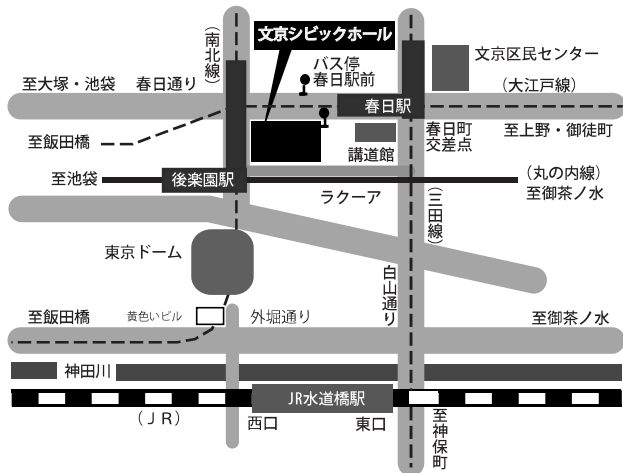 (南北線)
文京シビックホール
バス停
春日駅前
文京区民センター
至大塚・池袋
春日通り
(大江戸線)
春日駅
至飯田橋
講道館
春日町
交差点
至上野・御徒町
至池袋
後楽園駅
(丸の内線)
至御茶ノ水
ラクーア
(三田線)
東京ドーム
白山通り
至飯田橋
黄色いビル
外堀通り
至御茶ノ水
神田川
JR水道橋駅
(JR)
西口
東口
至神保町